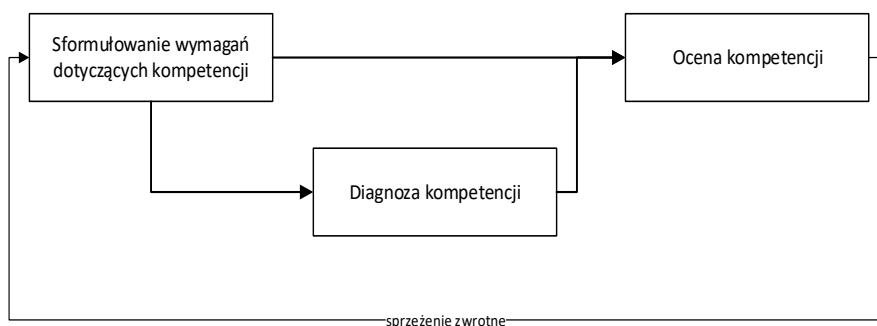 Sformułowanie wymagań
dotyczących kompetencji
Ocena kompetencji
Diagnoza kompetencji
sprzężenie zwrotne